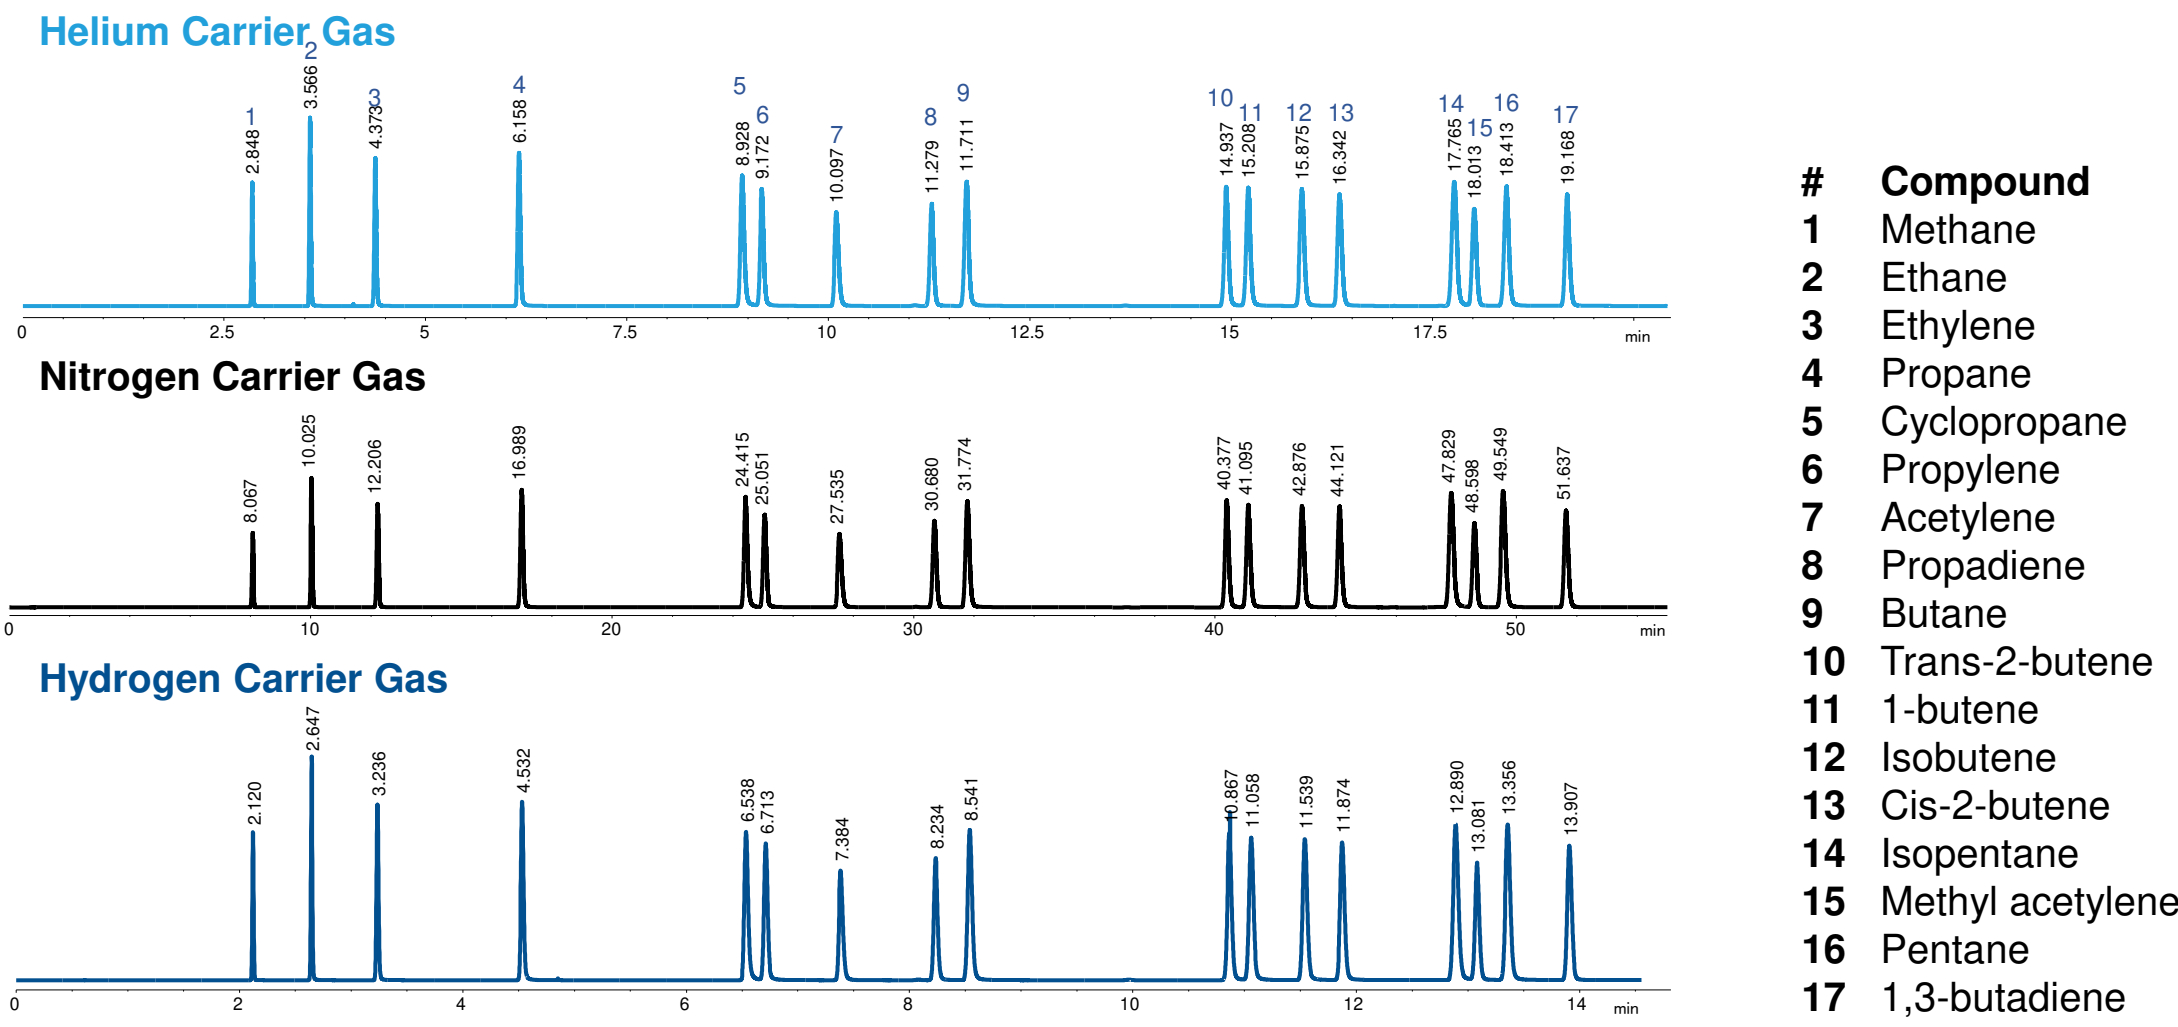 Helium Carrier Gas
1 2 3 4 5 6 7 8 9 10 11 12 13 14 15 16 17
2.848 3.566 4.373 6.158 8.928 9.172 10.097 11.279 11.711 14.937 15.208 15.875 16.342 17.765 18.013 18.413 19.168
0 2.5 5 7.5 10 12.5 15 17.5 min
Nitrogen Carrier Gas
8.067 10.025 12.206 16.989 24.415 25.051 27.535 30.680 31.774 40.377 41.095 42.876 44.121 47.829 48.598 49.549 51.637
0 10 20 30 40 50 min
Hydrogen Carrier Gas
2.120 2.647 3.236 4.532 6.538 6.713 7.384 8.234 8.541 10.867 11.058 11.539 11.874 12.890 13.081 13.356 13.907
0 2 4 6 8 10 12 14 min
# Compound
1 Methane
2 Ethane
3 Ethylene
4 Propane
5 Cyclopropane
6 Propylene
7 Acetylene
8 Propadiene
9 Butane
10 Trans-2-butene
11 1-butene
12 Isobutene
13 Cis-2-butene
14 Isopentane
15 Methyl acetylene
16 Pentane
17 1,3-butadiene